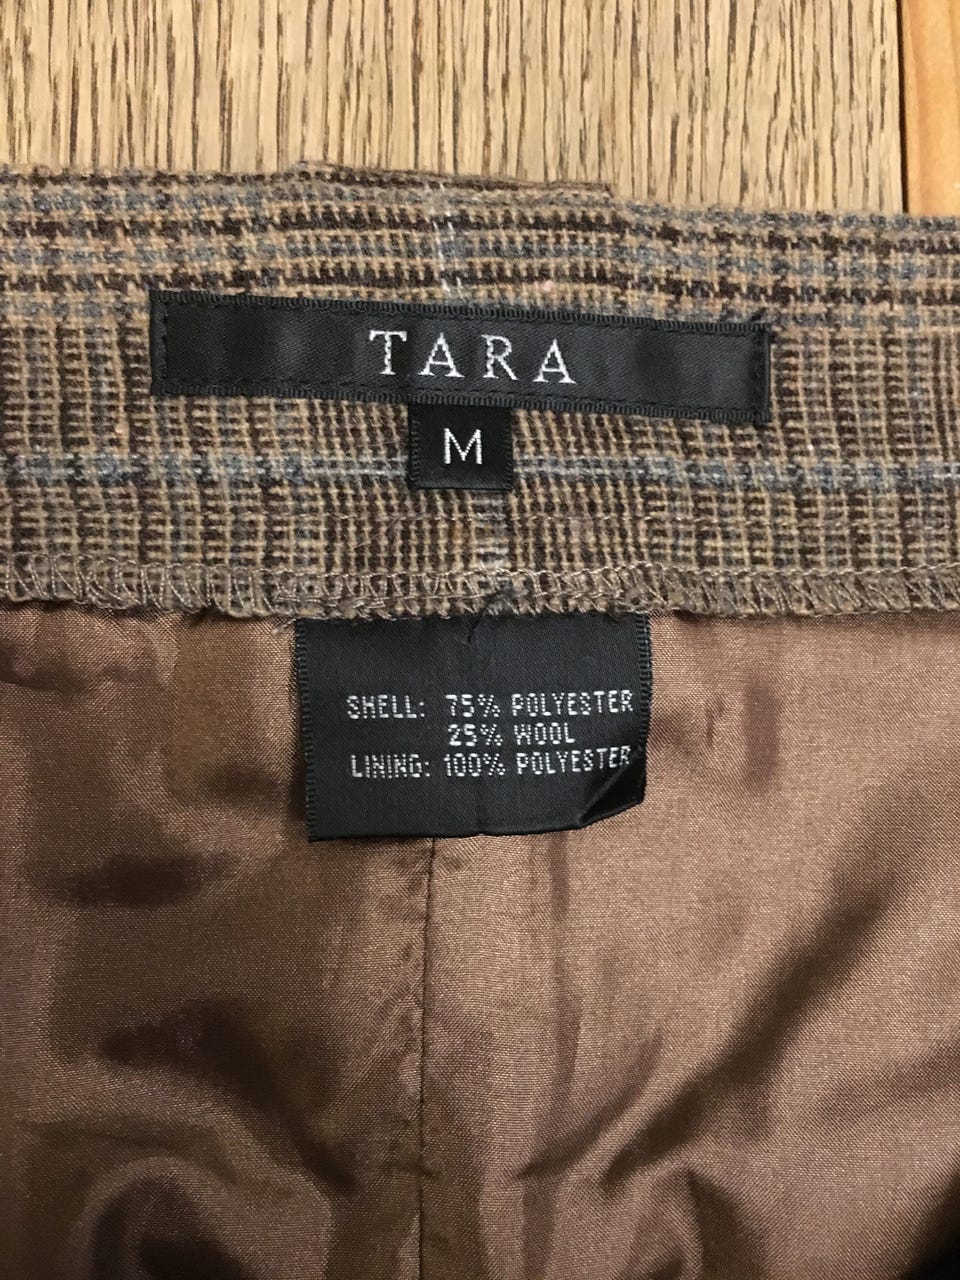 TARA
M
SHELL: 75% POLYESTER
25% WOOL
LINING: 100% POLYESTER